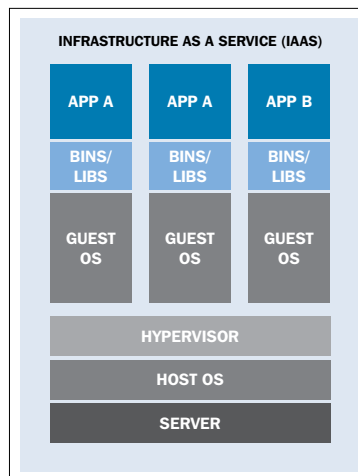 INFRASTRUCTURE AS A SERVICE (IAAS)
APP A
APP A
APP B
BINS/
LIBS
BINS/
LIBS
BINS/
LIBS
GUEST
OS
GUEST
OS
GUEST
OS
HYPERVISOR
HOST OS
SERVER